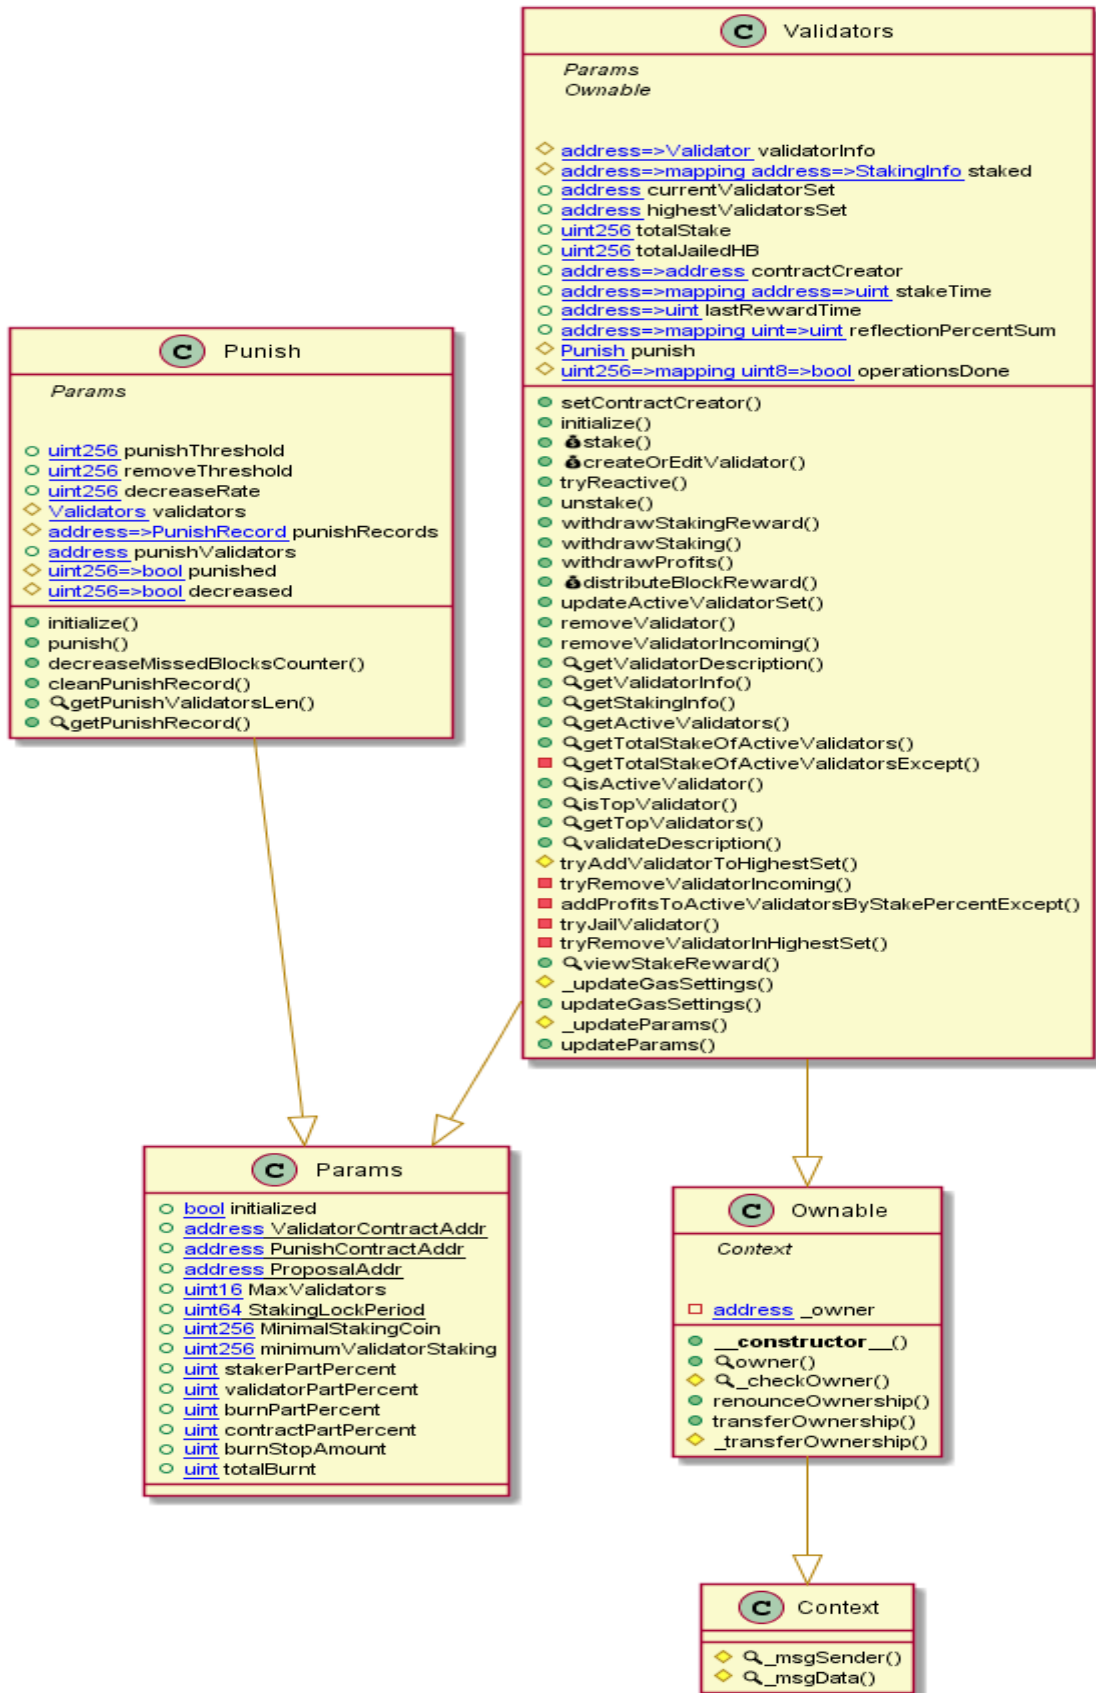 C Validators
Params
Ownable
address=>Validator validatorInfo
address=>mapping address=>StakingInfo staked
address currentValidatorSet
address highestValidatorsSet
uint256 totalStake
uint256 totalJailedHB
address=>address contractCreator
address=>mapping address=>uint stakeTime
address=>uint lastRewardTime
address=>mapping uint=>uint reflectionPercentSum
Punish punish
uint256=>mapping uint8=>bool operationsDone
setContractCreator()
initialize()
stake()
createOrEditValidator()
tryReactive()
unstake()
withdrawStakingReward()
withdrawStaking()
withdrawProfits()
distributeBlockReward()
updateActiveValidatorSet()
removeValidator()
removeValidatorIncoming()
getValidatorDescription()
getValidatorInfo()
getStakingInfo()
getActiveValidators()
getTotalStakeOfActiveValidators()
getTotalStakeOfActiveValidatorsExcept()
isActiveValidator()
isTopValidator()
getTopValidators()
validateDescription()
tryAddValidatorToHighestSet()
tryRemoveValidatorIncoming()
addProfitsToActiveValidatorsByStakePercentExcept()
tryJailValidator()
tryRemoveValidatorInHighestSet()
viewStakeReward()
_updateGasSettings()
updateGasSettings()
_updateParams()
updateParams()
C Punish
Params
uint256 punishThreshold
uint256 removeThreshold
uint256 decreaseRate
Validators validators
address=>PunishRecord punishRecords
address punishValidators
uint256=>bool punished
uint256=>bool decreased
initialize()
punish()
decreaseMissedBlocksCounter()
cleanPunishRecord()
getPunishValidatorsLen()
getPunishRecord()
C Params
bool initialized
address ValidatorContractAddr
address PunishContractAddr
address ProposalAddr
uint16 MaxValidators
uint64 StakingLockPeriod
uint256 MinimalStakingCoin
uint256 minimumValidatorStaking
uint stakerPartPercent
uint validatorPartPercent
uint burnPartPercent
uint contractPartPercent
uint burnStopAmount
uint totalBurnt
C Ownable
Context
address _owner
__constructor__()
owner()
_checkOwner()
renounceOwnership()
transferOwnership()
_transferOwnership()
C Context
_msgSender()
_msgData()